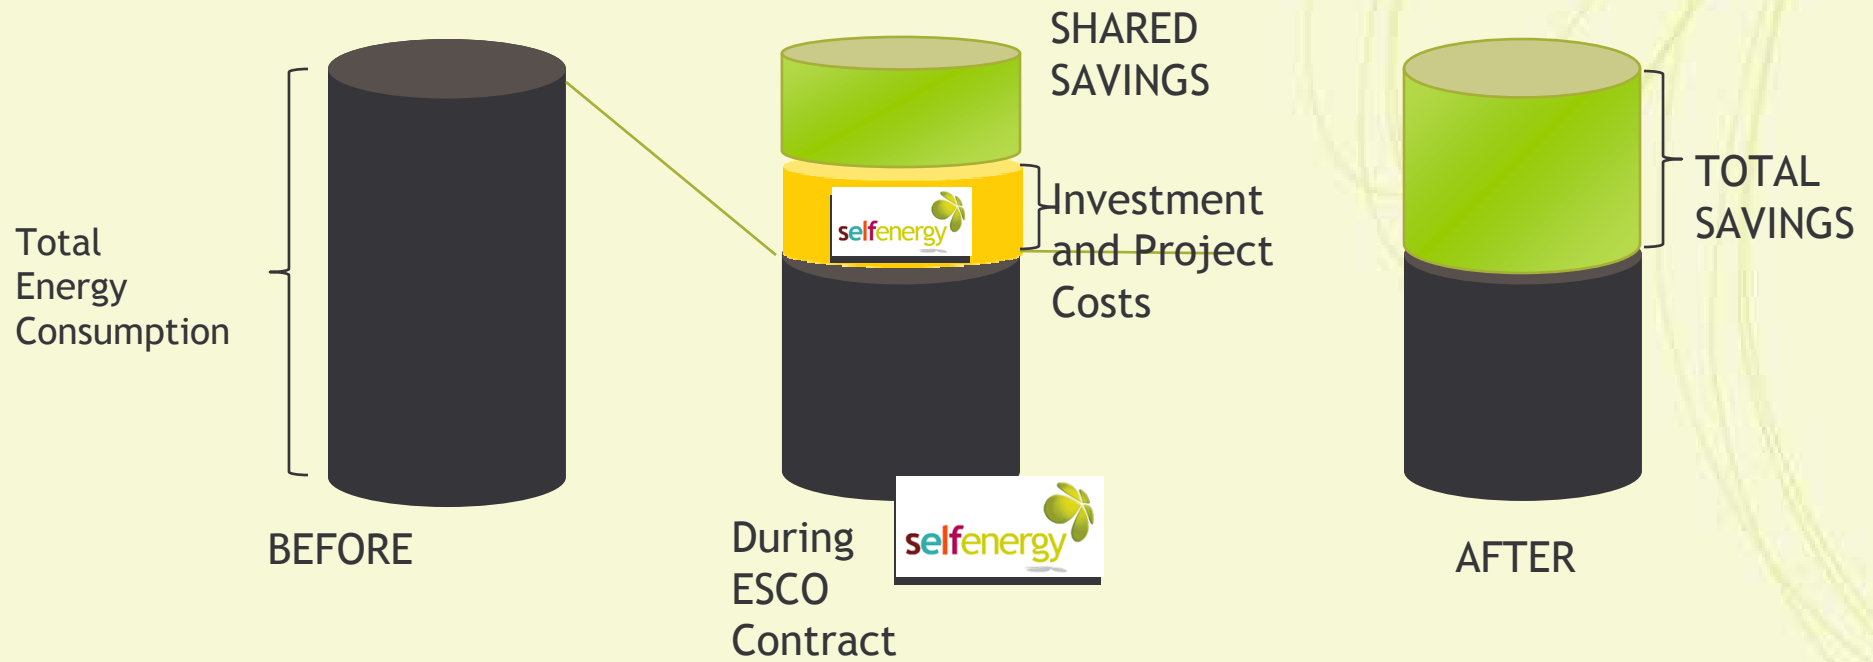 Total
Energy
Consumption
BEFORE
SHARED
SAVINGS
selfenergy
Investment
and Project
Costs
During
ESCO
Contract
selfenergy
TOTAL
SAVINGS
AFTER